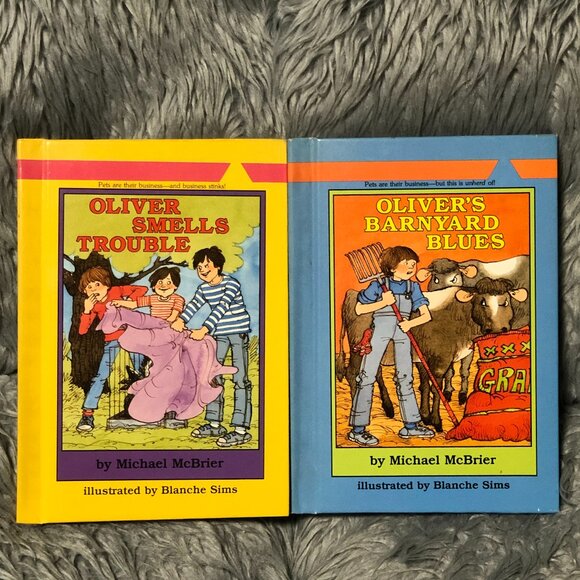 Pets are their business—and business stinks!
OLIVER
SMELLS
TROUBLE
by Michael McBrier
illustrated by Blanche Sims
Pets are their business—but this is unherd of!
OLIVER'S
BARNYARD
BLUES
XXX
GRA
by Michael McBrier
illustrated by Blanche Sims